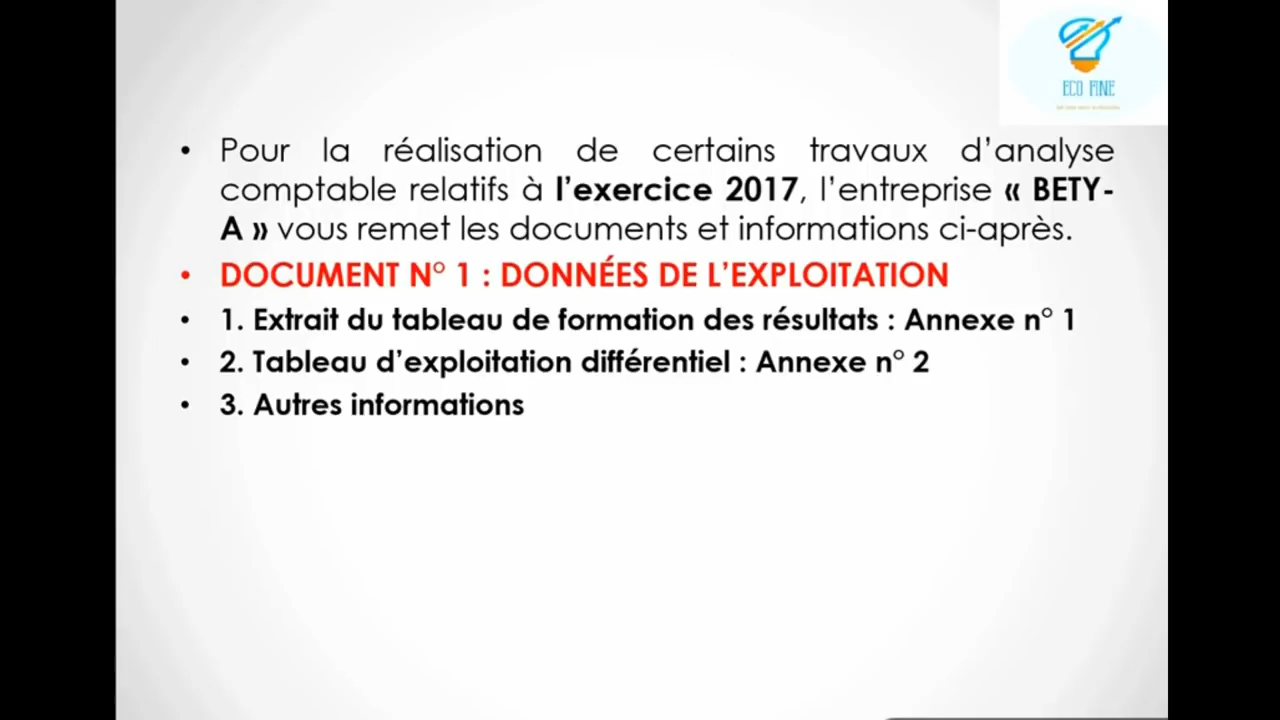 ECO FINE
• Pour la réalisation de certains travaux d'analyse
comptable relatifs à l'exercice 2017, l'entreprise « BETY-
A » vous remet les documents et informations ci-après.
• DOCUMENT N° 1 : DONNÉES DE L'EXPLOITATION
• 1. Extrait du tableau de formation des résultats : Annexe n° 1
• 2. Tableau d'exploitation différentiel : Annexe n° 2
• 3. Autres informations